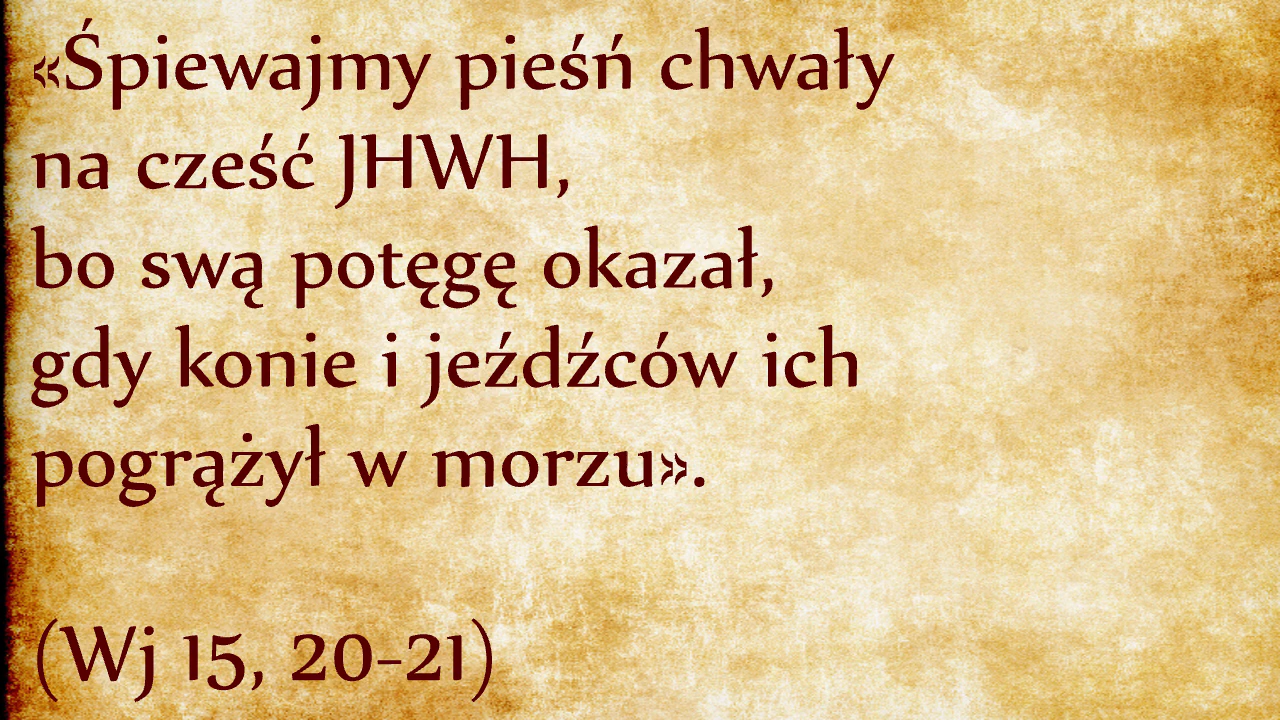 «Śpiewajmy pieśń chwały
na cześć JHWH,
bo swą potęgę okazał,
gdy konie i jeźdźców ich
pogrążył w morzu».
(Wj 15, 20-21)